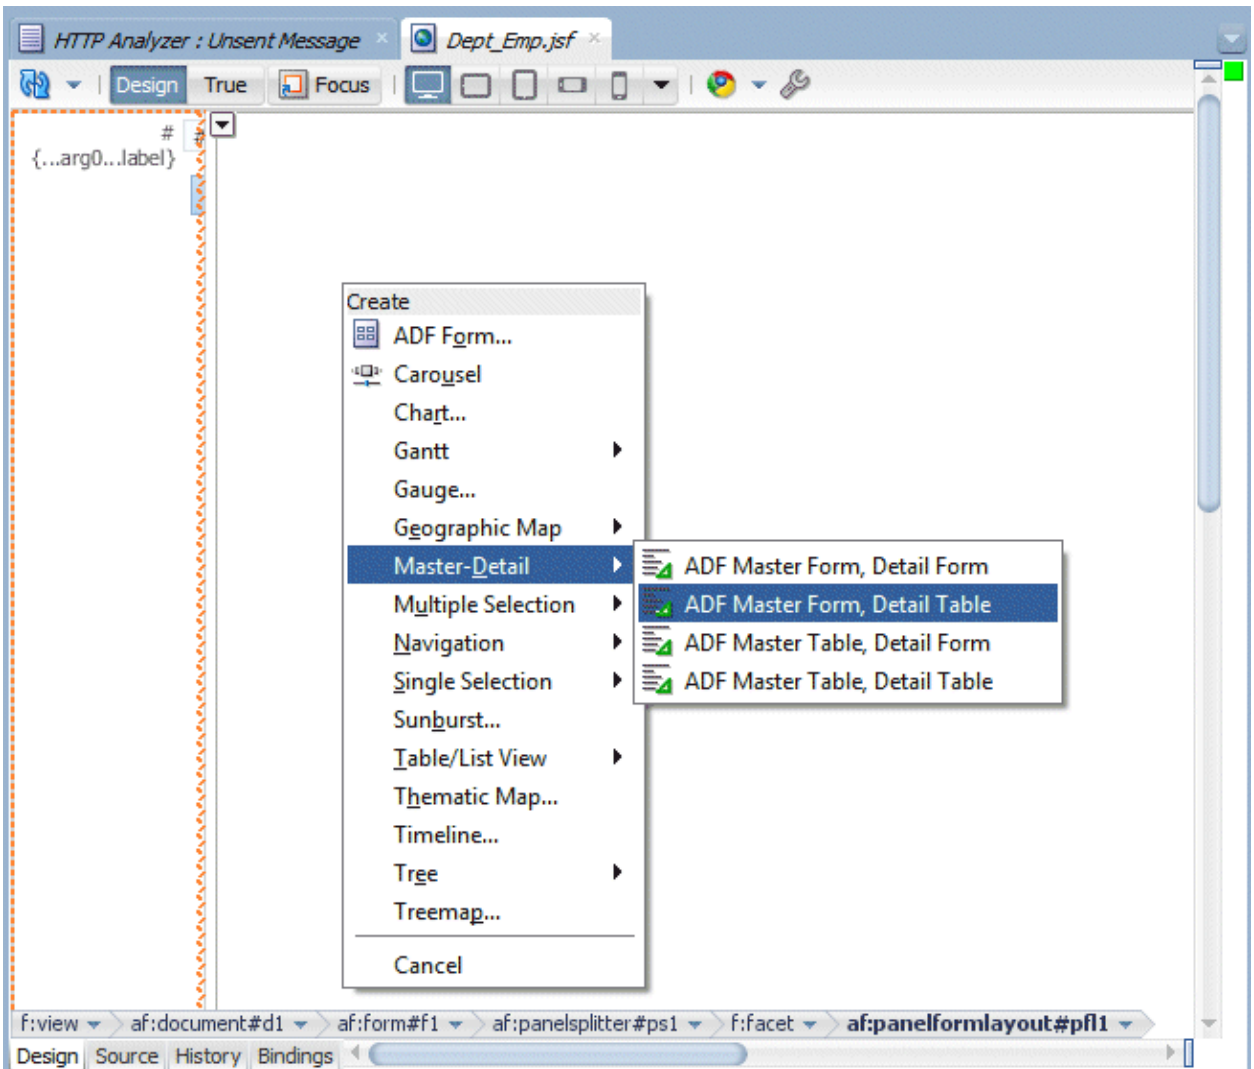 HTTP Analyzer : Unsent Message × Dept_Emp.jsf ×
Design True Focus
#
{...arg0...label}
#
Create
ADF Form...
Carousel
Chart...
Gantt
Gauge...
Geographic Map
Master-Detail
Multiple Selection
Navigation
Single Selection
Sunburst...
Table/List View
Thematic Map...
Timeline...
Tree
Treemap...
Cancel
ADF Master Form, Detail Form
ADF Master Form, Detail Table
ADF Master Table, Detail Form
ADF Master Table, Detail Table
f:view af:document#d1 af:form#f1 af:panelsplitter#ps1 f:facet af:panelformlayout#pfl1
Design Source History Bindings